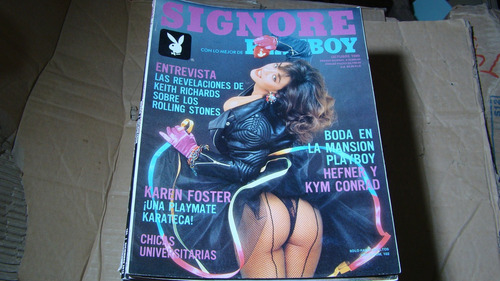 SIGNORE
CON LO MEJOR DE PLAYBOY
ENTREVISTA
LAS REVELACIONES DE
KEITH RICHARDS
SOBRE LOS
ROLLING STONES
BODA EN
LA MANSION
PLAYBOY
HEFNER Y
KYM CONRAD
KAREN FOSTER
¡UNA PLAYMATE
KARATECA!
CHICAS
UNIVERSITARIAS